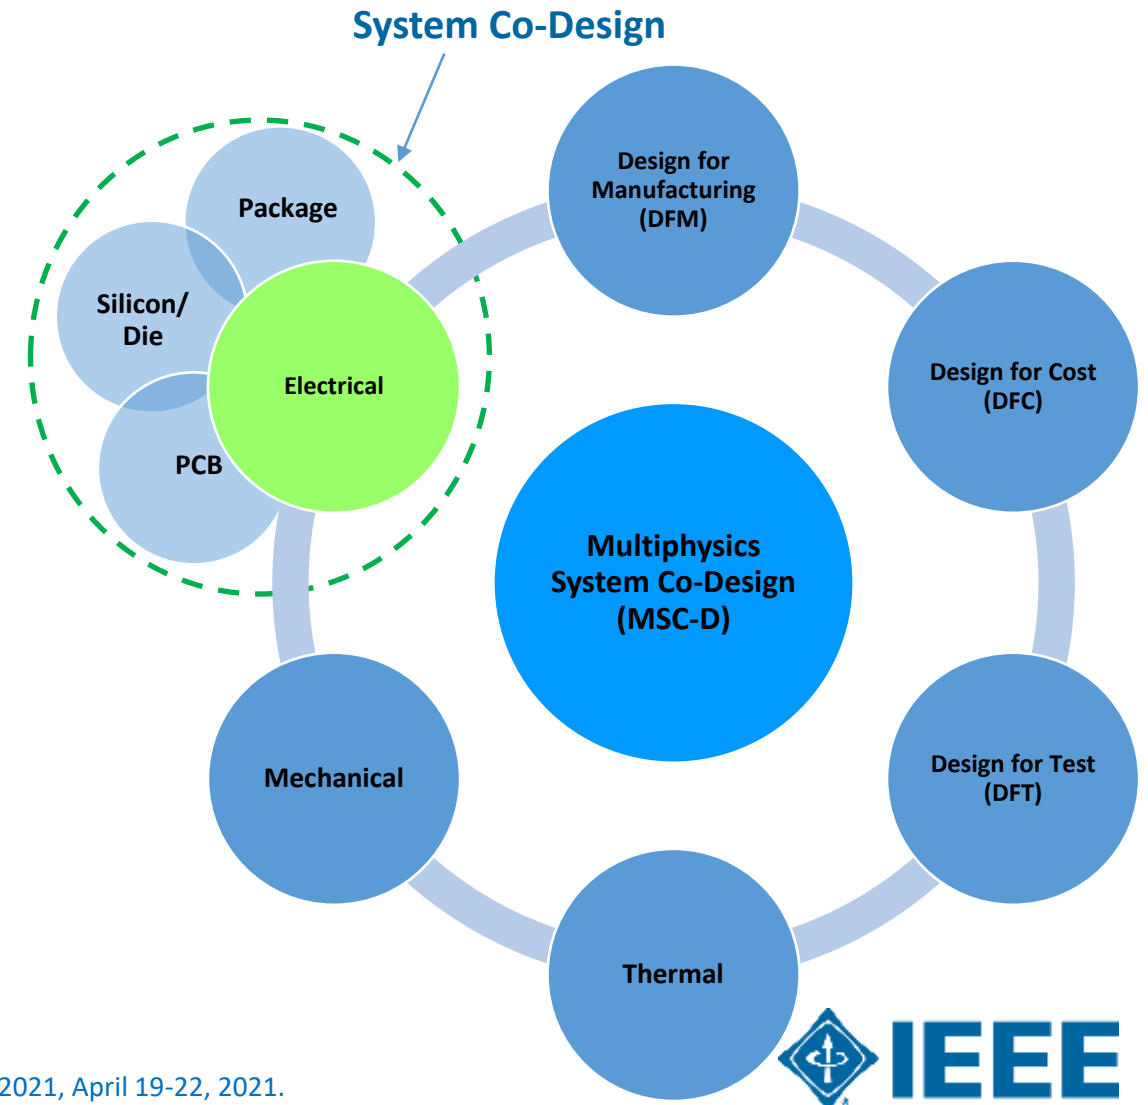 System Co-Design
Package
Silicon/
Die
Electrical
PCB
Design for
Manufacturing
(DFM)
Design for Cost
(DFC)
Multiphysics
System Co-Design
(MSC-D)
Mechanical
Design for Test
(DFT)
Thermal
2021, April 19-22, 2021.
IEEE